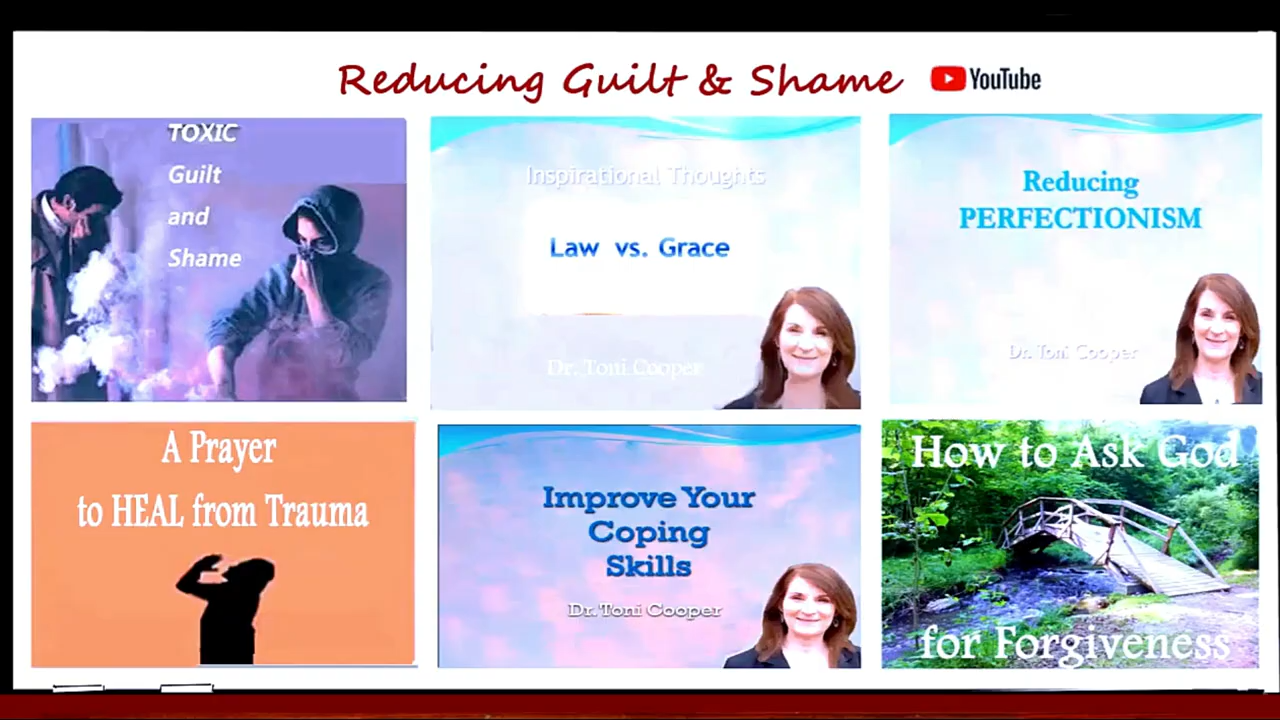 Reducing Guilt & Shame
YouTube
TOXIC
Guilt
and
Shame
Inspirational Thoughts
Law vs. Grace
Dr. Toni Cooper
Reducing
PERFECTIONISM
Dr. Toni Cooper
A Prayer
to HEAL from Trauma
Improve Your
Coping
Skills
Dr. Toni Cooper
How to Ask God
for Forgiveness